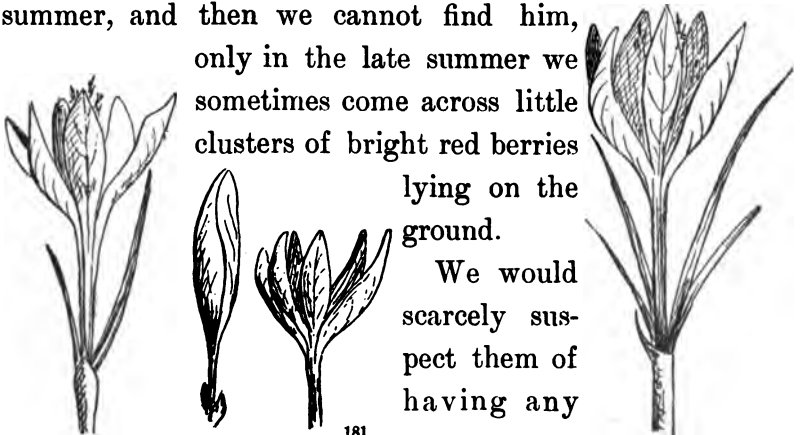 summer, and then we cannot find him,
only in the late summer we
sometimes come across little
clusters of bright red berries
lying on the
ground.
We would
scarcely sus-
pect them of
having any
181